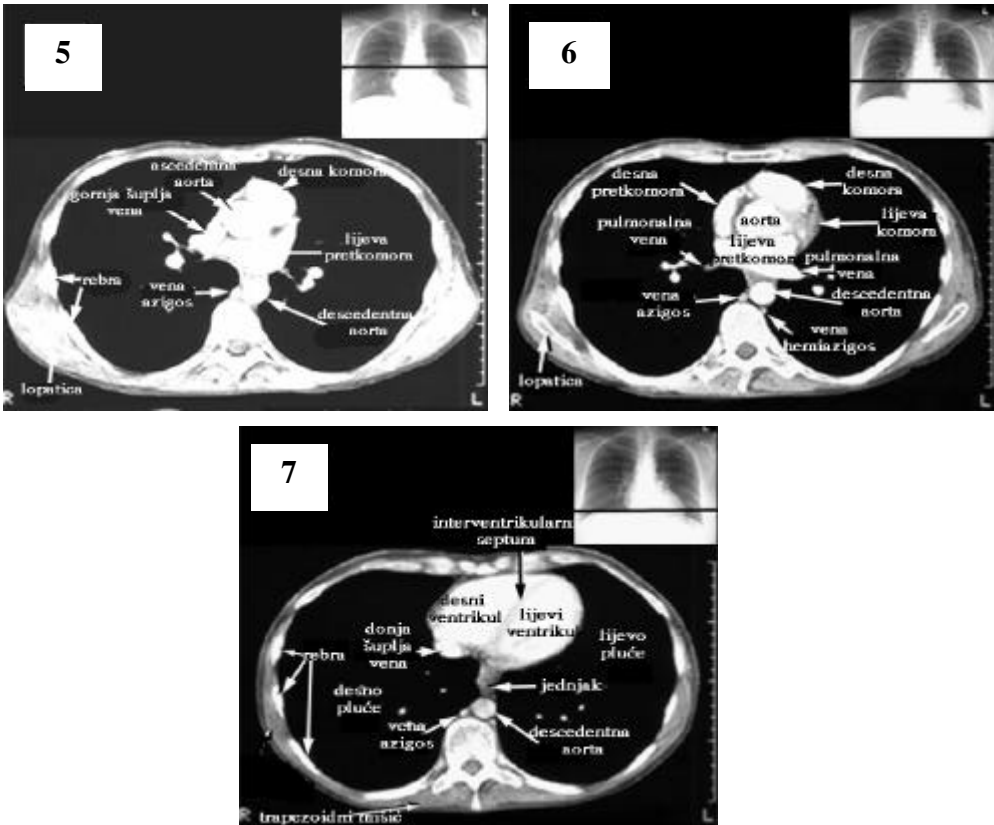 5
L
ascedentna
aorta
desna komora
gornja šuplja
vena
lijeva
pretkomora
rebra
vena
azigos
descedentna
aorta
lopatica
R
L
6
L
desna
pretkomora
desna
komora
pulmonalna
vena
aorta
lijeva
komora
lijeva
pretkomora
pulmonalna
vena
vena
azigos
descedentna
aorta
vena
hemiazigos
lopatica
R
L
7
interventrikularni
septum
desni
ventrikul
lijevi
ventrikul
donja
šuplja
vena
lijevo
pluće
rebra
desno
pluće
jednjak
vena
azigos
descedentna
aorta
R
L
trapezoidni mišić